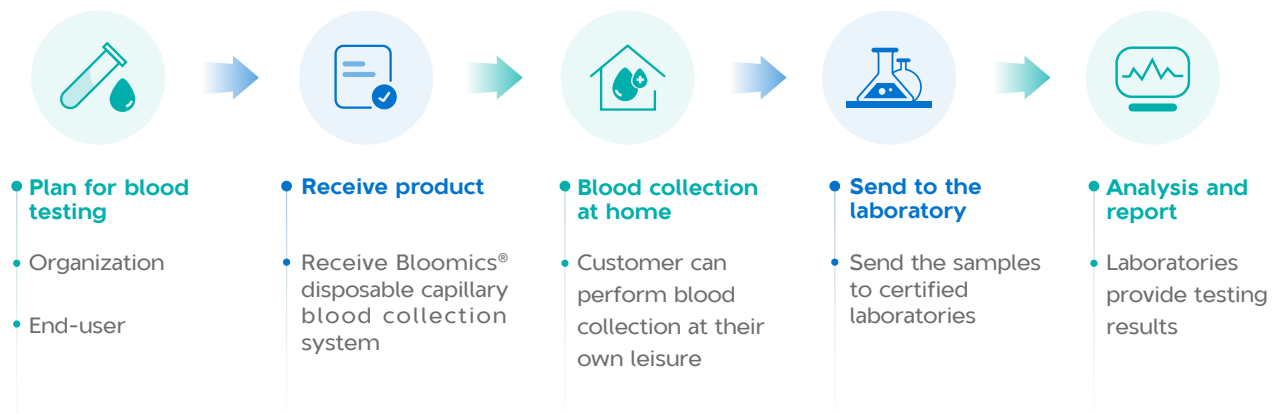 Plan for blood
testing
Organization
End-user
Receive product
Receive Bloomics®
disposable capillary
blood collection
system
Blood collection
at home
Customer can
perform blood
collection at their
own leisure
Send to the
laboratory
Send the samples
to certified
laboratories
Analysis and
report
Laboratories
provide testing
results